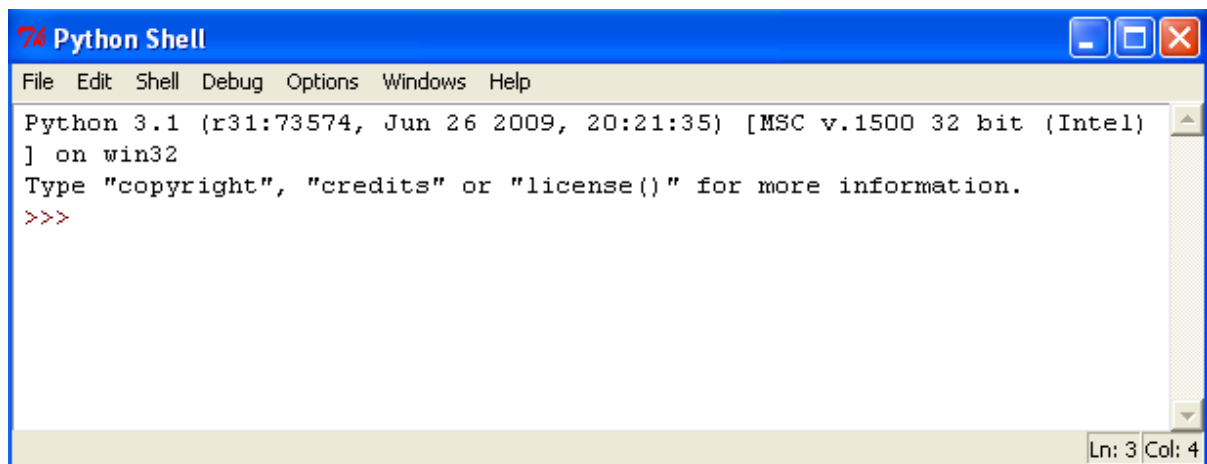 Python Shell
File Edit Shell Debug Options Windows Help
Python 3.1 (r31:73574, Jun 26 2009, 20:21:35) [MSC v.1500 32 bit (Intel)
] on win32
Type "copyright", "credits" or "license()" for more information.
>>>
Ln: 3 Col: 4